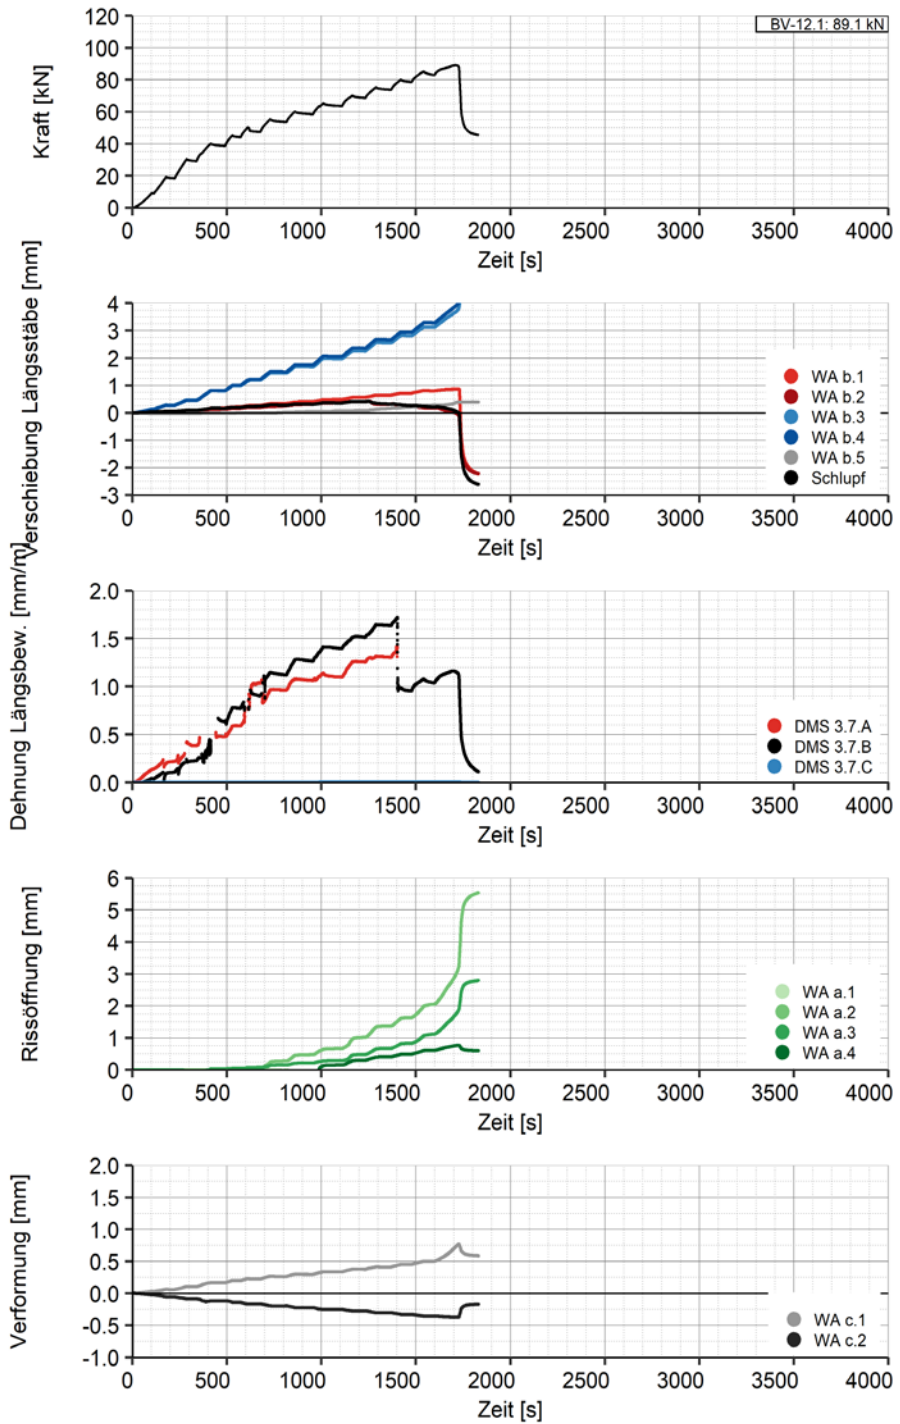 BV-12.1: 89.1 kN
Kraft [kN]
120
100
80
60
40
20
0
0 500 1000 1500 2000 2500 3000 3500 4000
Zeit [s]
Verschiebung Längsstäbe [mm]
4
3
2
1
0
-1
-2
-3
WA b.1
WA b.2
WA b.3
WA b.4
WA b.5
Schlupf
0 500 1000 1500 2000 2500 3000 3500 4000
Zeit [s]
Dehnung Längsbew. [mm/m]
2.0
1.5
1.0
0.5
0.0
DMS 3.7.A
DMS 3.7.B
DMS 3.7.C
0 500 1000 1500 2000 2500 3000 3500 4000
Zeit [s]
Rissöffnung [mm]
6
5
4
3
2
1
0
WA a.1
WA a.2
WA a.3
WA a.4
0 500 1000 1500 2000 2500 3000 3500 4000
Zeit [s]
Verformung [mm]
2.0
1.5
1.0
0.5
0.0
-0.5
-1.0
WA c.1
WA c.2
0 500 1000 1500 2000 2500 3000 3500 4000
Zeit [s]